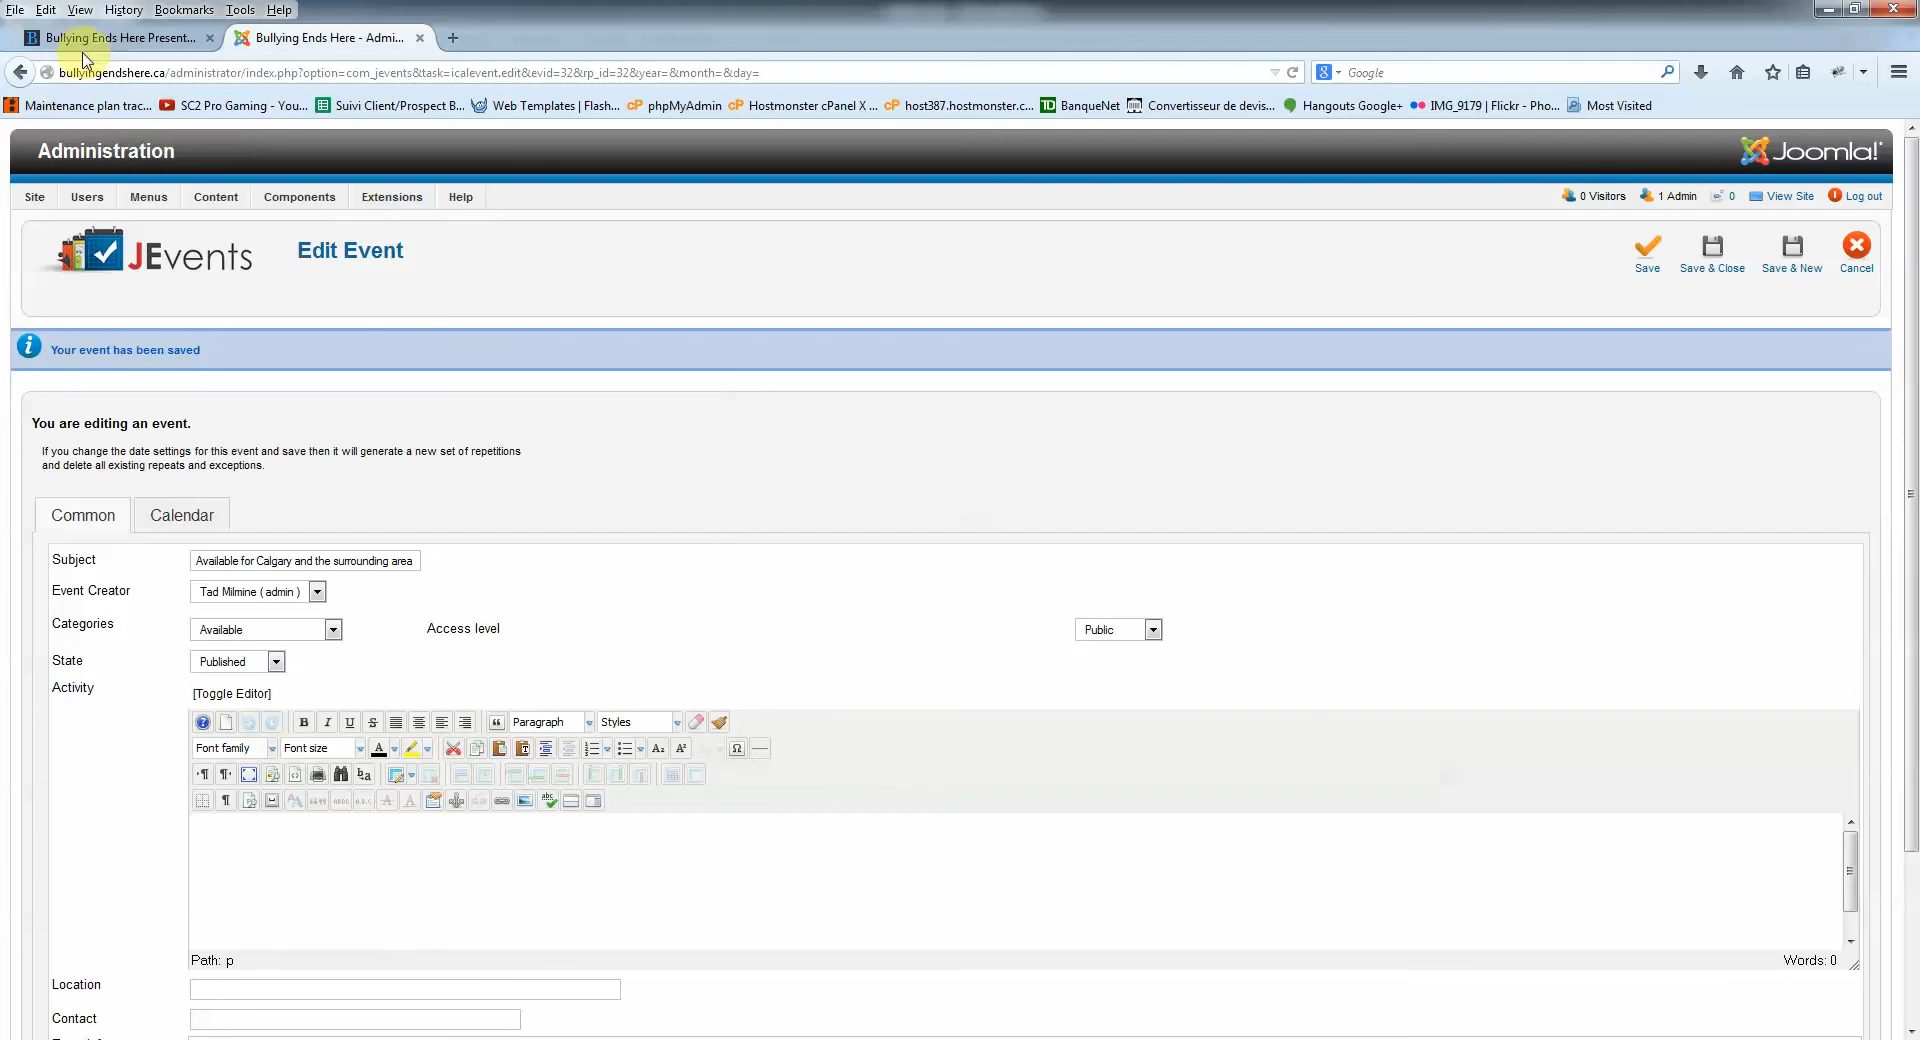 File Edit View History Bookmarks Tools Help
Bullying Ends Here Present... Bullying Ends Here - Admi...
bullyingendshere.ca/administrator/index.php?option=com_jevents&task=icalevent.edit&evid=32&rp_id=32&year=&month=&day= Google
Maintenance plan trac... SC2 Pro Gaming - You... Suivi Client/Prospect B... Web Templates | Flash... phpMyAdmin Hostmonster cPanel X ... host387.hostmonster.c... BanqueNet Convertisseur de devis... Hangouts Google+ IMG_9179 | Flickr - Pho... Most Visited
Administration Joomla!
Site Users Menus Content Components Extensions Help 0 Visitors 1 Admin 0 View Site Log out
JEvents Edit Event
Save Save & Close Save & New Cancel
Your event has been saved
You are editing an event.
If you change the date settings for this event and save then it will generate a new set of repetitions
and delete all existing repeats and exceptions.
Common Calendar
Subject Available for Calgary and the surrounding area
Event Creator Tad Milmine ( admin )
Categories Available Access level Public
State Published
Activity [Toggle Editor]
Paragraph Styles
Font family Font size
Path: p Words: 0
Location
Contact